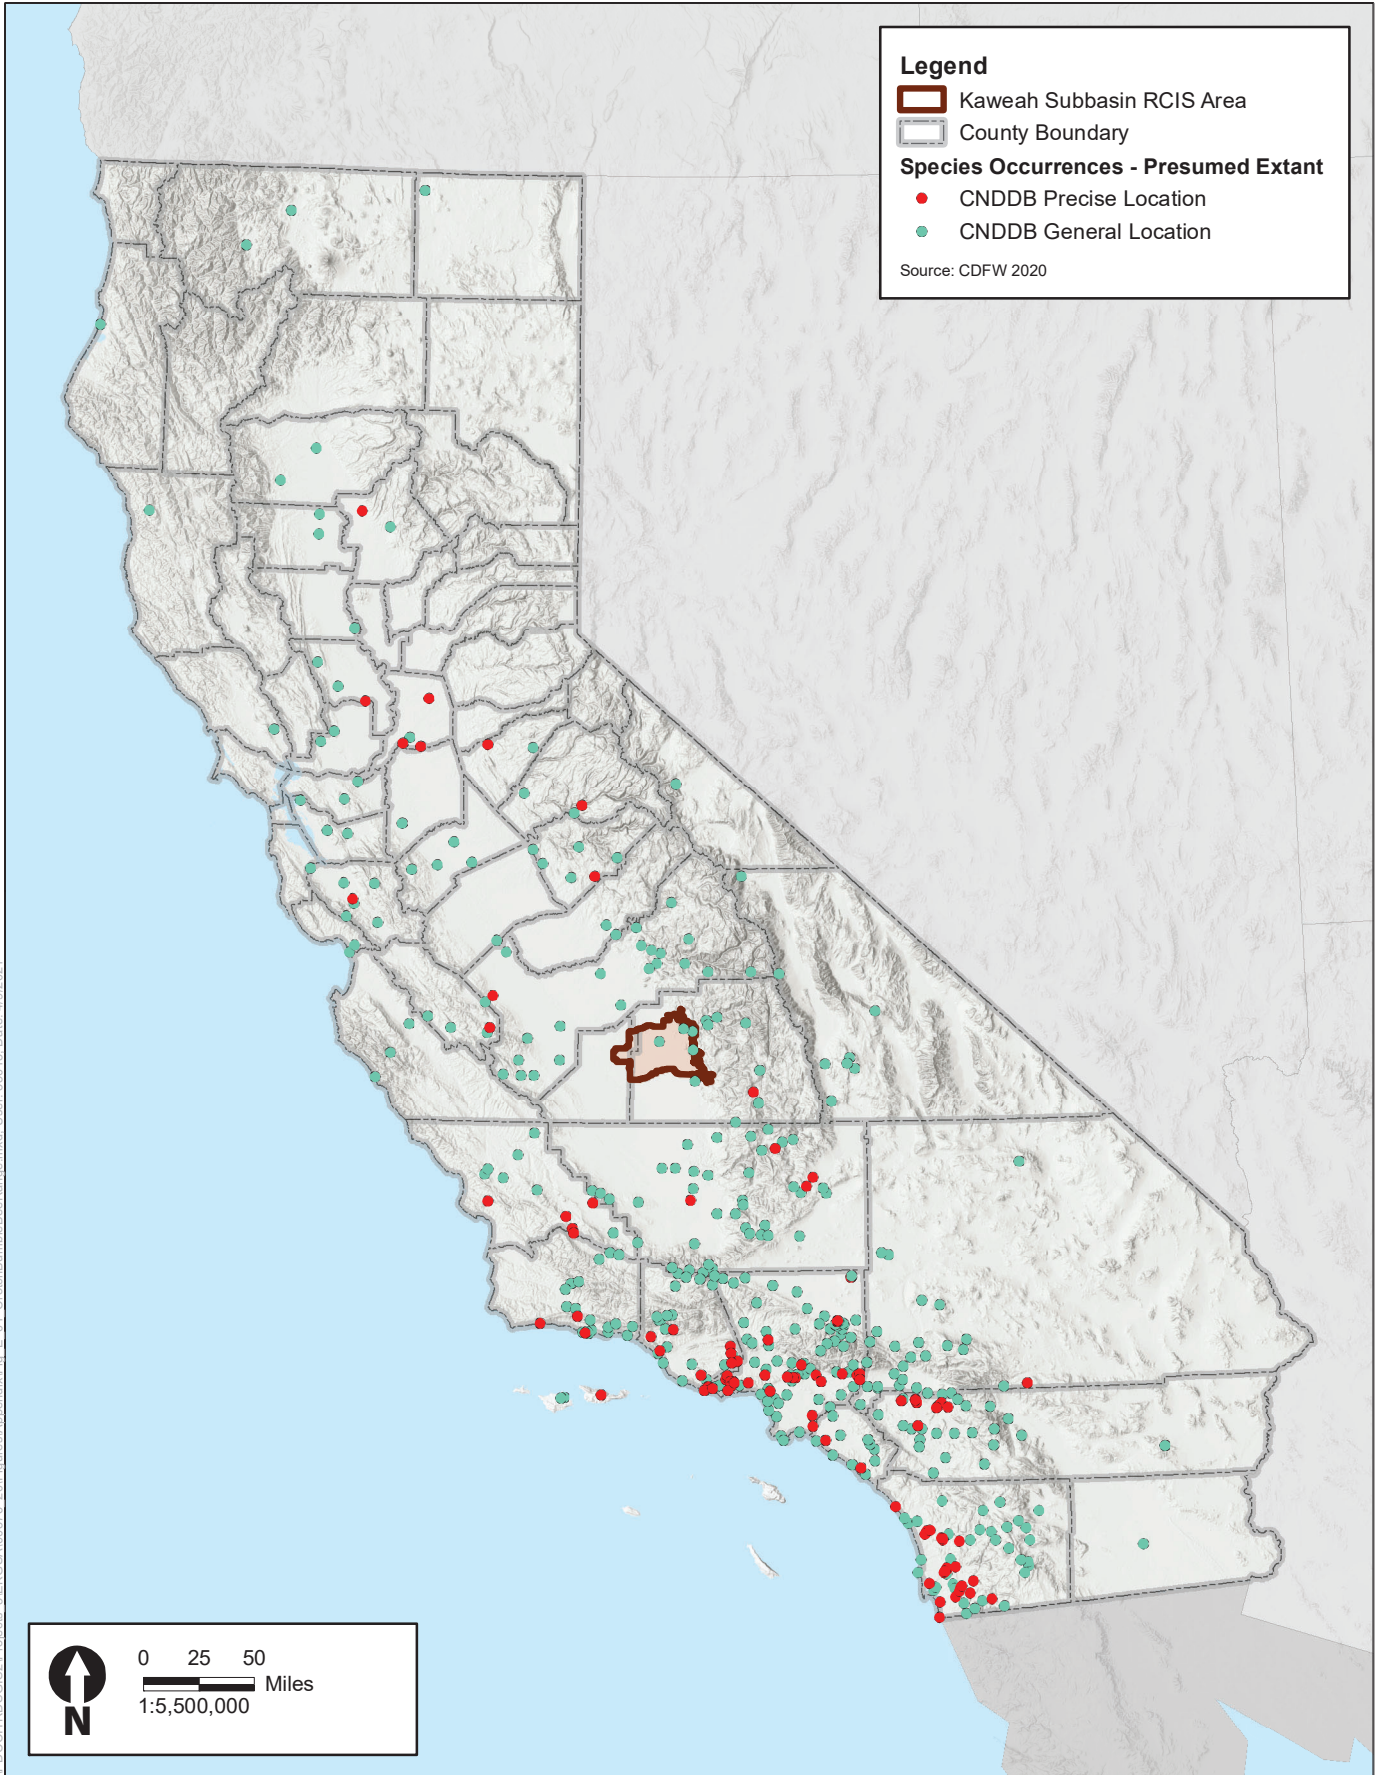 Legend
Kaweah Subbasin RCIS Area
County Boundary
Species Occurrences - Presumed Extant
CNDDB Precise Location
CNDDB General Location
Source: CDFW 2020
0 25 50
Miles
1:5,500,000
N